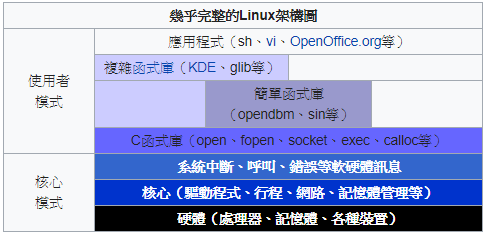 幾乎完整的Linux架構圖
使用者
模式
應用程式（sh、vi、OpenOffice.org等）
複雜函式庫（KDE、glib等）
簡單函式庫
（opendbm、sin等）
C函式庫（open、fopen、socket、exec、calloc等）
核心
模式
系統中斷、呼叫、錯誤等軟硬體訊息
核心（驅動程式、行程、網路、記憶體管理等）
硬體（處理器、記憶體、各種裝置）